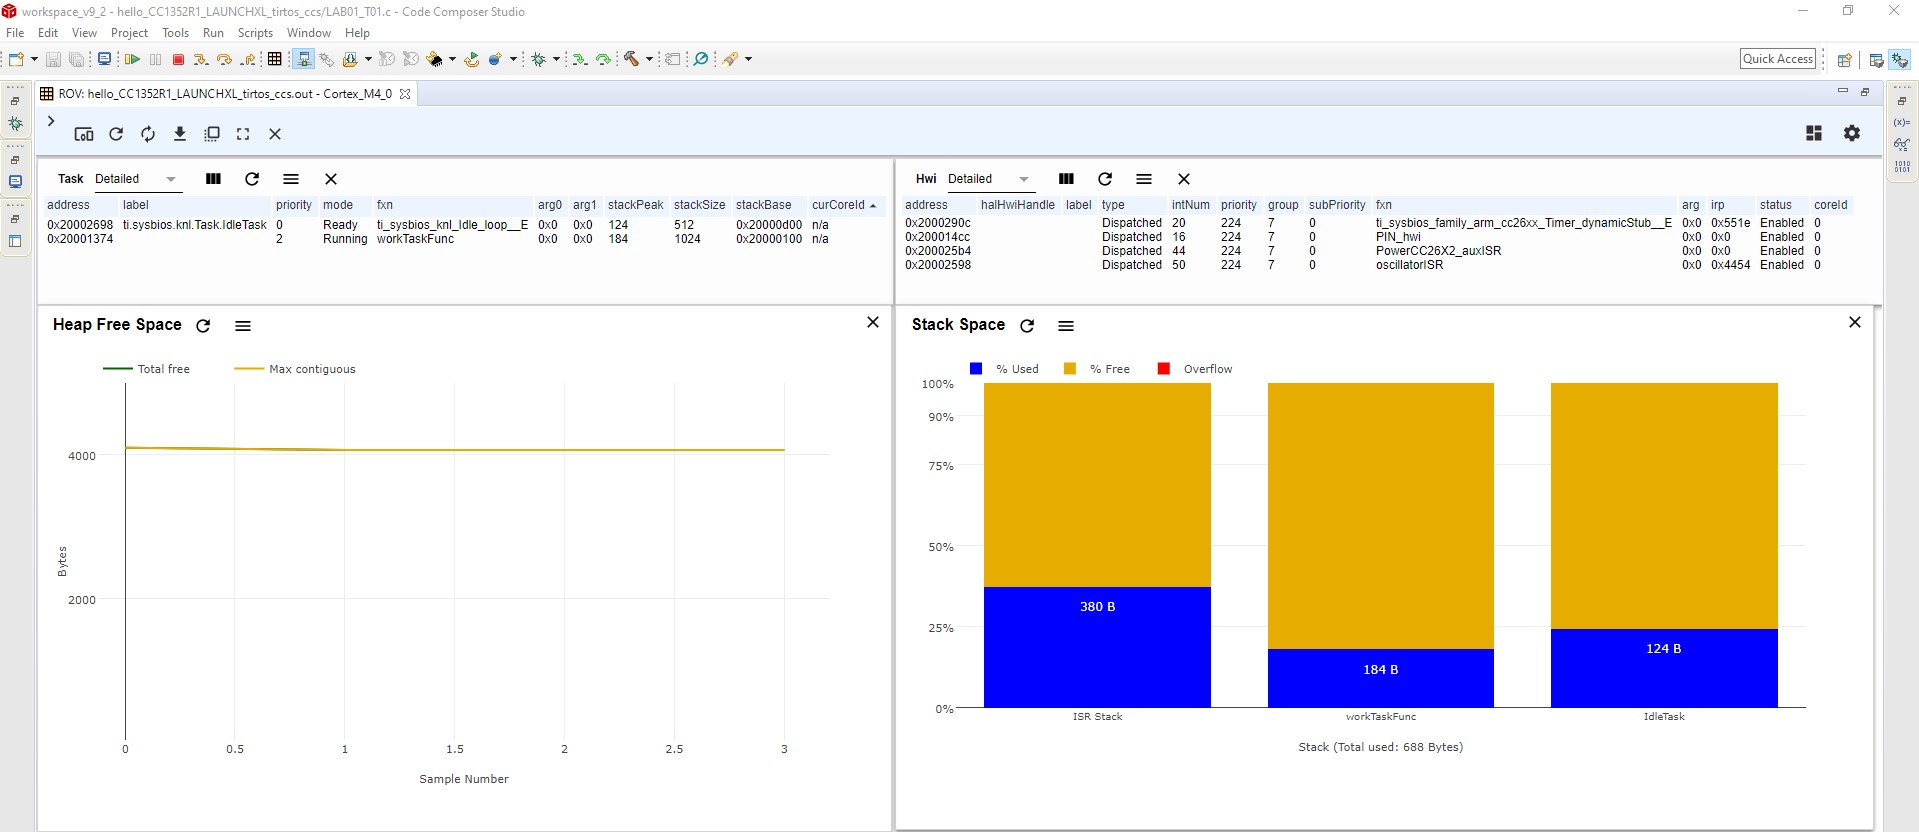 workspace_v9_2 - hello_CC1352R1_LAUNCHXL_tirtos_ccs/LAB01_T01.c - Code Composer Studio
File Edit View Project Tools Run Scripts Window Help
Quick Access
ROV: hello_CC1352R1_LAUNCHXL_tirtos_ccs.out - Cortex_M4_0
Task Detailed
address label priority mode fxn arg0 arg1 stackPeak stackSize stackBase curCoreId
0x20002698 ti.sysbios.knl.Task.IdleTask 0 Ready ti_sysbios_knl_Idle_loop__E 0x0 0x0 124 512 0x20000d00 n/a
0x20001374 2 Running workTaskFunc 0x0 0x0 184 1024 0x20000100 n/a
Hwi Detailed
address halHwiHandle label type intNum priority group subPriority fxn arg irp status coreId
0x2000290c Dispatched 20 224 7 0 ti_sysbios_family_arm_cc26xx_Timer_dynamicStub__E 0x0 0x551e Enabled 0
0x200014cc Dispatched 16 224 7 0 PIN_hwi 0x0 0x0 Enabled 0
0x200025b4 Dispatched 44 224 7 0 PowerCC26X2_auxISR 0x0 0x0 Enabled 0
0x20002598 Dispatched 50 224 7 0 oscillatorISR 0x0 0x4454 Enabled 0
(x)=
1010
0101
Heap Free Space
Total free Max contiguous
4000
2000
Bytes
0 0.5 1 1.5 2 2.5 3
Sample Number
Stack Space
% Used % Free Overflow
100%
90%
75%
50%
25%
0%
380 B
184 B
124 B
ISR Stack workTaskFunc IdleTask
Stack (Total used: 688 Bytes)